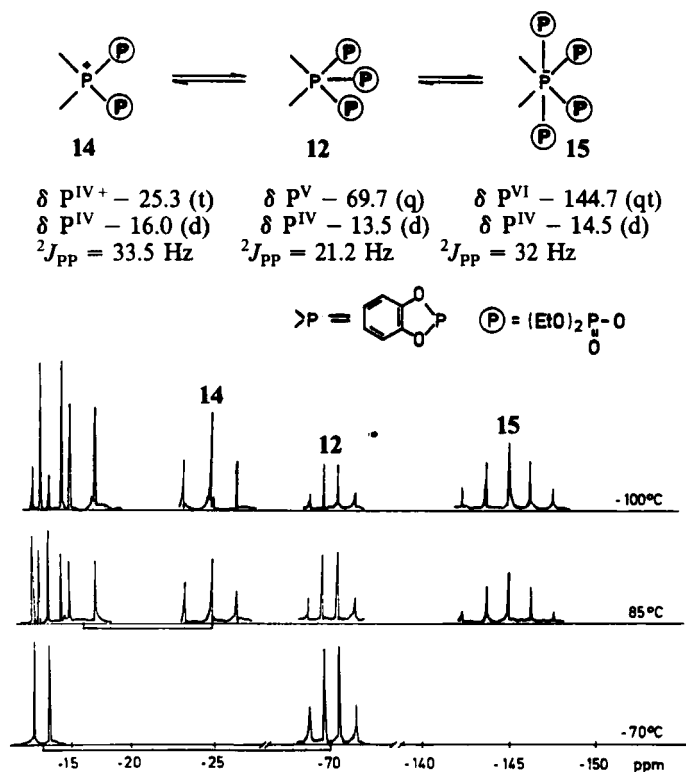 P P+ P P P P P P P P− P P P
14 12 15
δ P^IV+ − 25.3 (t) δ P^V − 69.7 (q) δ P^VI − 144.7 (qt)
δ P^IV − 16.0 (d) δ P^IV − 13.5 (d) δ P^IV − 14.5 (d)
²J_PP = 33.5 Hz ²J_PP = 21.2 Hz ²J_PP = 32 Hz
>P = O P O P = (EtO)₂P-O
O
14 12 15
-100°C
85°C
-70°C
-15 -20 -25 -70 -140 -145 -150 ppm